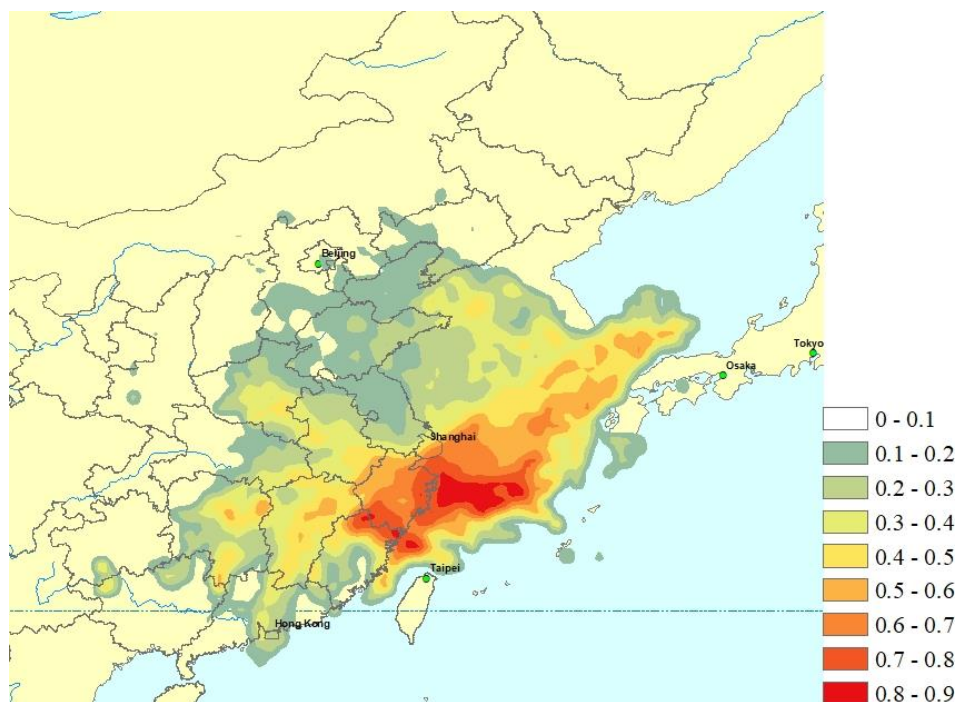 Beijing
Tokyo
Osaka
Shanghai
Taipei
Hong Kong
0 - 0.1
0.1 - 0.2
0.2 - 0.3
0.3 - 0.4
0.4 - 0.5
0.5 - 0.6
0.6 - 0.7
0.7 - 0.8
0.8 - 0.9